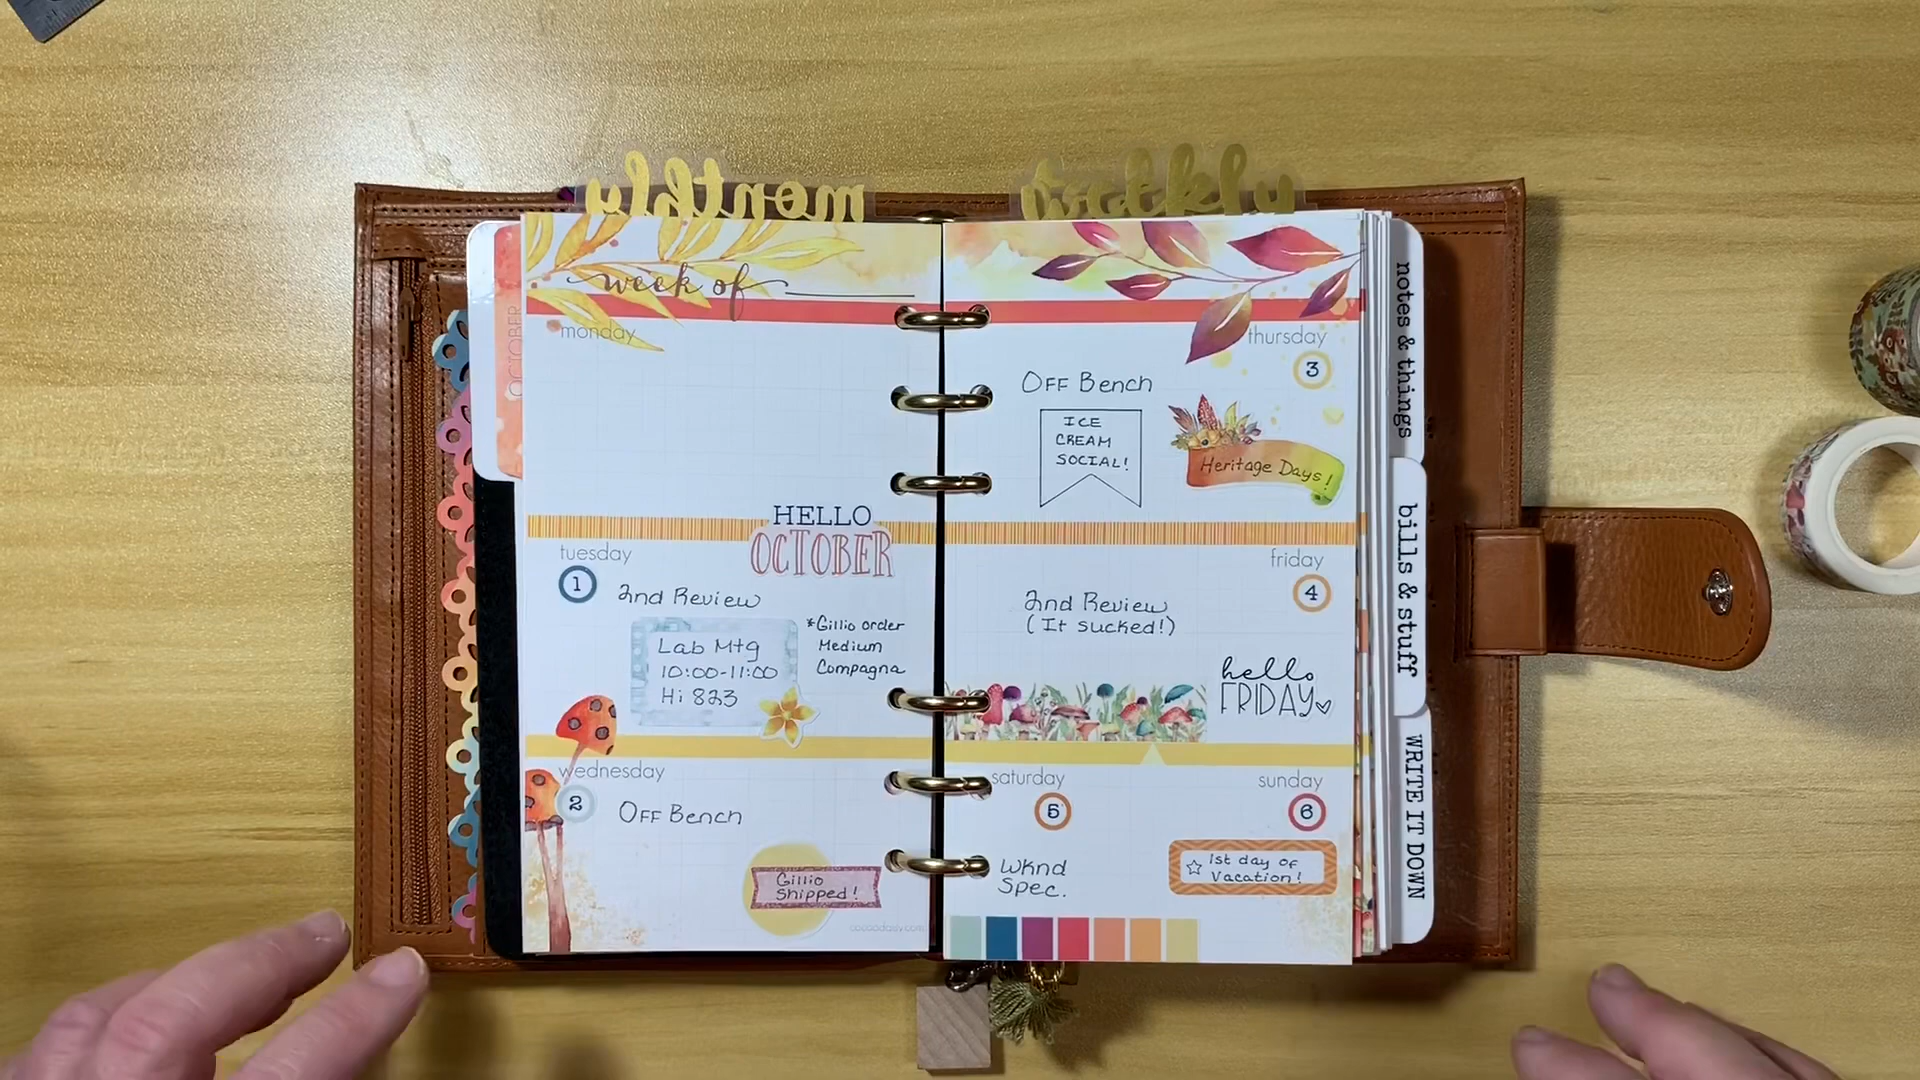 monthly
weekly
OCTOBER
week of
monday
HELLO
OCTOBER
tuesday
1
2nd Review
Lab Mtg
10:00-11:00
Hi 823
*Gillio order
Medium
Compagna
wednesday
2
OFF Bench
Gillio
Shipped!
thursday
3
OFF Bench
ICE
CREAM
SOCIAL!
Heritage Days!
friday
4
2nd Review
(It sucked!)
hello
FRIDAY
saturday
5
Wknd
Spec.
sunday
6
1st day of
Vacation!
notes & things
bills & stuff
WRITE IT DOWN